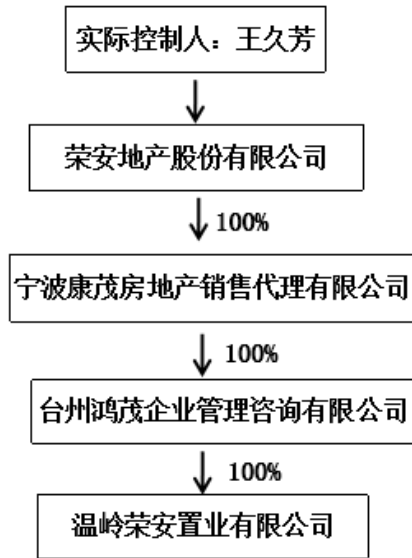 实际控制人：王久芳
荣安地产股份有限公司
100%
宁波康茂房地产销售代理有限公司
100%
台州鸿茂企业管理咨询有限公司
100%
温岭荣安置业有限公司